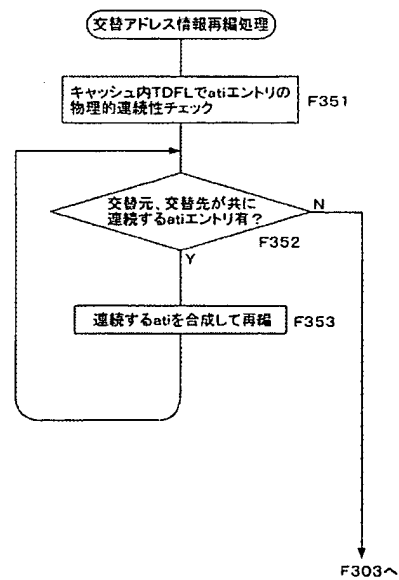 交替アドレス情報再編処理
キャッシュ内TDFLでatiエントリの
物理的連続性チェック
F351
交替元、交替先が共に
連続するatiエントリ有？
N
F352
Y
連続するatiを合成して再編
F353
F303へ